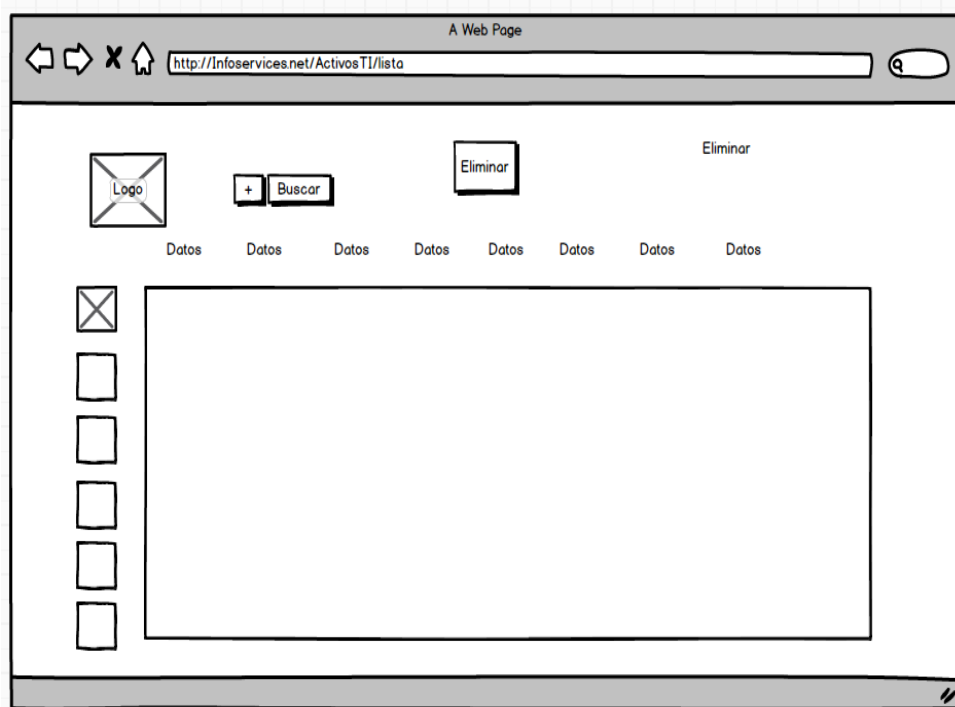 A Web Page
http://Infoservices.net/ActivosTI/lista
Eliminar
Eliminar
Logo
+ Buscar
Datos Datos Datos Datos Datos Datos Datos Datos